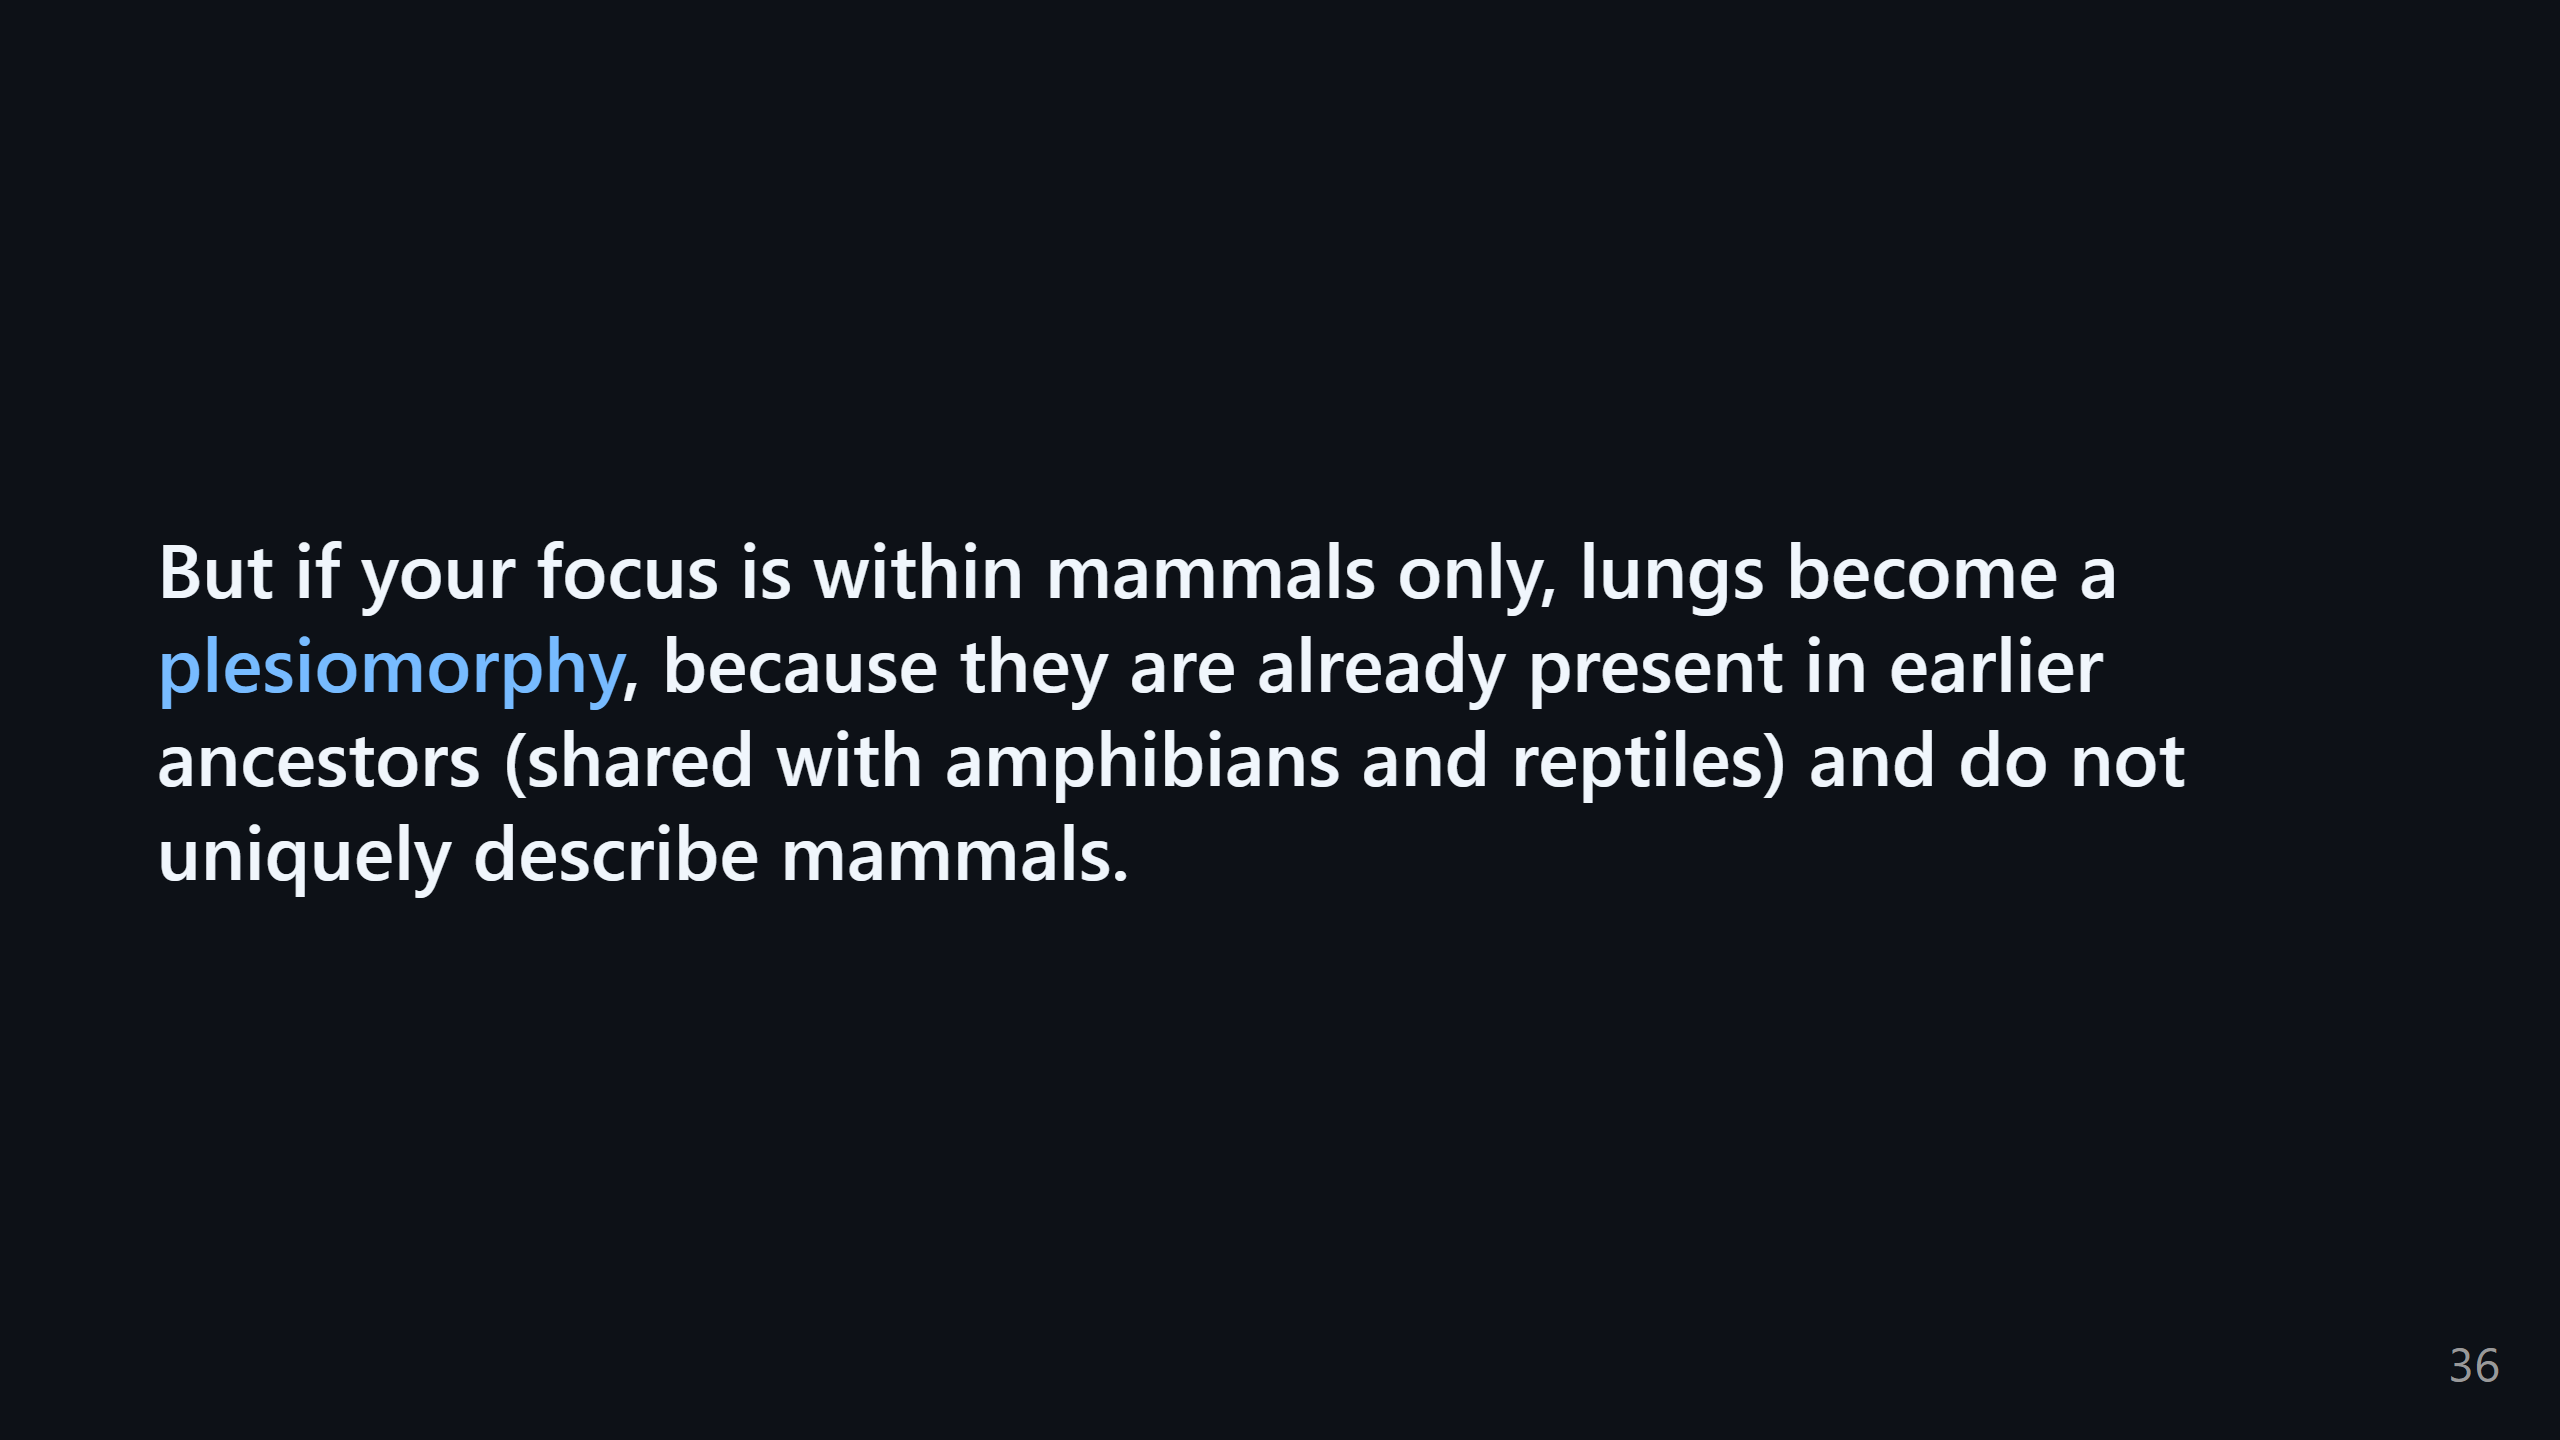 But if your focus is within mammals only, lungs become a
plesiomorphy, because they are already present in earlier
ancestors (shared with amphibians and reptiles) and do not
uniquely describe mammals.
36